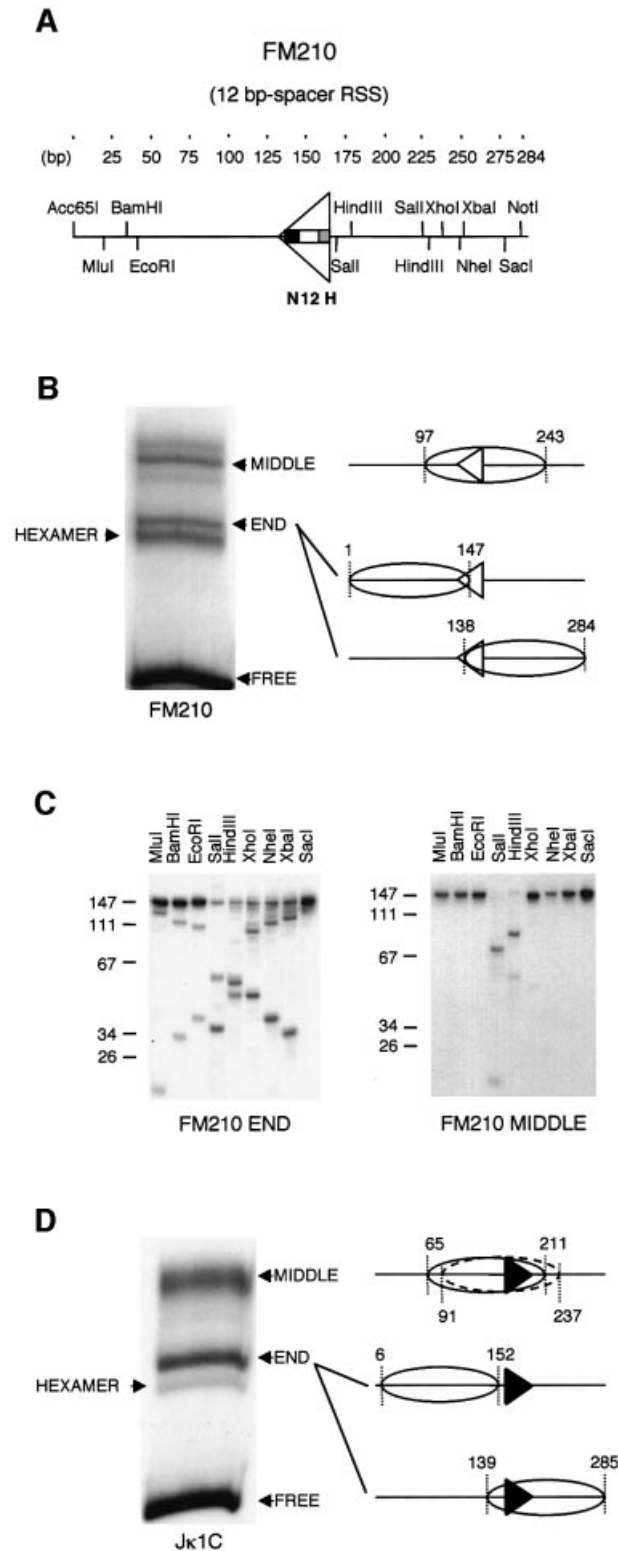 A
FM210
(12 bp-spacer RSS)
(bp) 25 50 75 100 125 150 175 200 225 250 275 284
Acc65I BamHI HindIII SalI XhoI XbaI NotI
MluI EcoRI SalI HindIII NheI SacI
N12 H
B
97 243
MIDDLE
HEXAMER END
1 147
138 284
FREE
FM210
C
MluI BamHI EcoRI SalI HindIII XhoI NheI XbaI SacI
MluI BamHI EcoRI SalI HindIII XhoI NheI XbaI SacI
147 147
111 111
67 67
34 34
26 26
FM210 END FM210 MIDDLE
D
65 211
MIDDLE
91 237
END
6 152
HEXAMER
139 285
FREE
Jκ1C